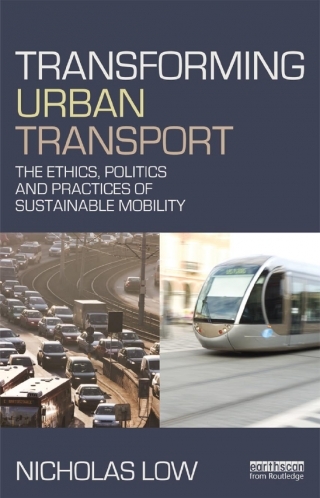 TRANSFORMING
URBAN
TRANSPORT
THE ETHICS, POLITICS
AND PRACTICES OF
SUSTAINABLE MOBILITY
NICHOLAS LOW
earthscan
from Routledge